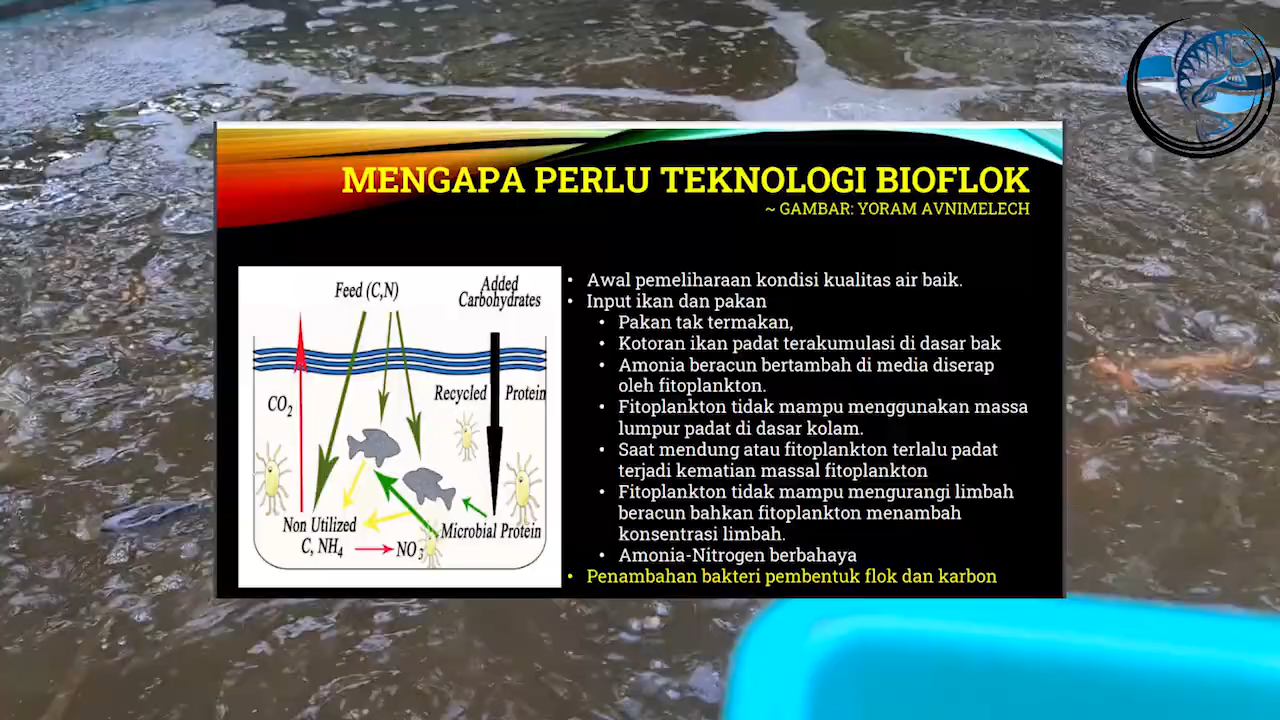 MENGAPA PERLU TEKNOLOGI BIOFLOK
~ GAMBAR: YORAM AVNIMELECH
Feed (C,N)
Added
Carbohydrates
CO2
Recycled Protein
Non Utilized
C, NH4
NO3
Microbial Protein
• Awal pemeliharaan kondisi kualitas air baik.
• Input ikan dan pakan
• Pakan tak termakan,
• Kotoran ikan padat terakumulasi di dasar bak
• Amonia beracun bertambah di media diserap
oleh fitoplankton.
• Fitoplankton tidak mampu menggunakan massa
lumpur padat di dasar kolam.
• Saat mendung atau fitoplankton terlalu padat
terjadi kematian massal fitoplankton
• Fitoplankton tidak mampu mengurangi limbah
beracun bahkan fitoplankton menambah
konsentrasi limbah.
• Amonia-Nitrogen berbahaya
• Penambahan bakteri pembentuk flok dan karbon